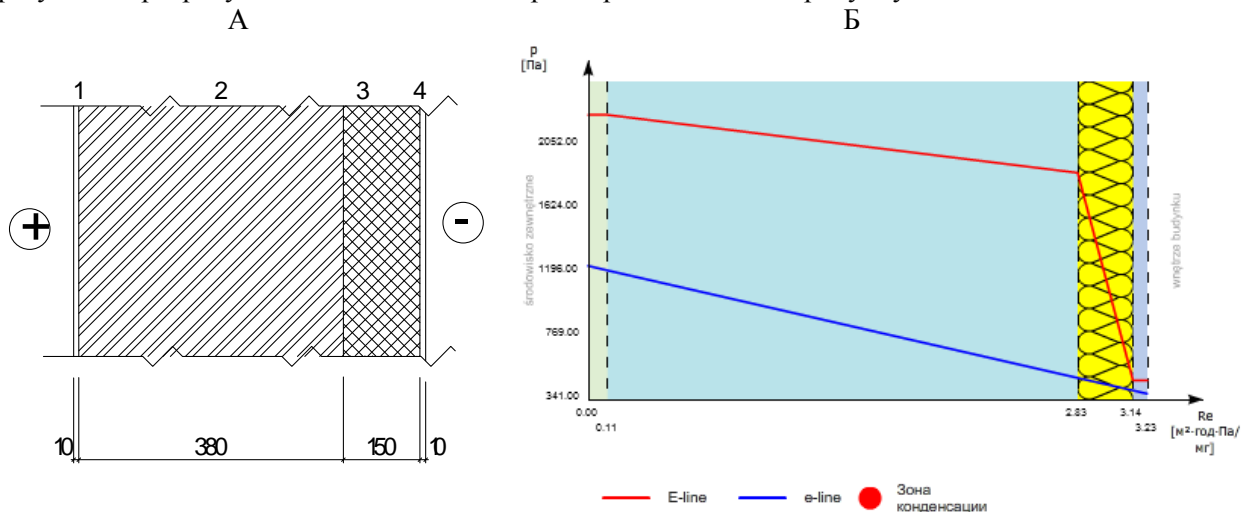 А
Б
1
2
3
4
+
-
10
380
150
10
p
[Па]
2052.00
1624.00
1196.00
769.00
341.00
środowisko zewnętrzne
wnętrze budynku
0.00
0.11
2.83
3.14
3.23
Re
[м²·год·Па/
мг]
E-line
e-line
Зона
конденсации